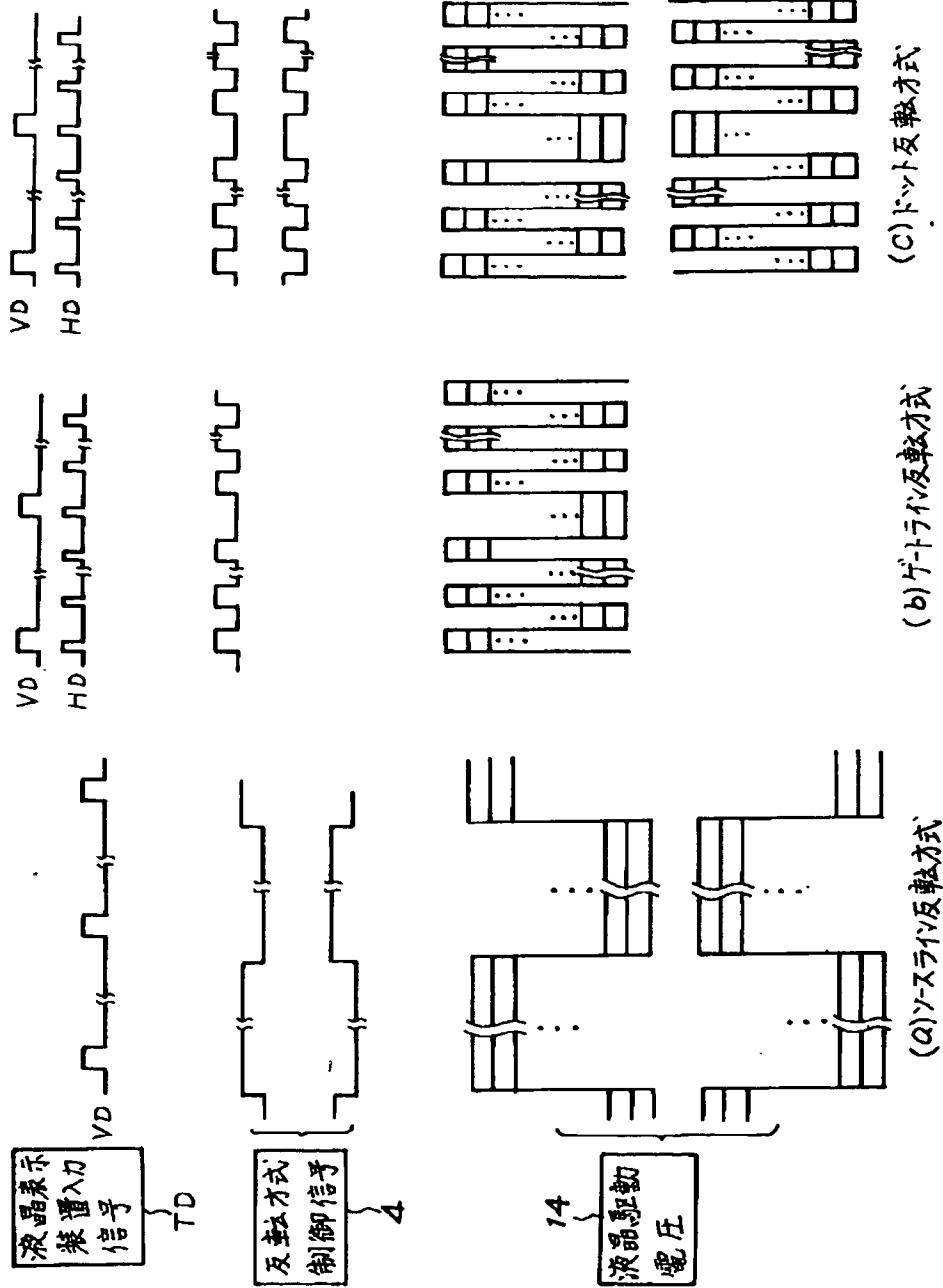 液晶表示
装置入力
信号
TD
VD
VD
HD
VD
HD
反転方式
制御信号
4
14
液晶駆動
電圧
(a)ソースライン反転方式
(b)ゲートライン反転方式
(C)ドット反転方式